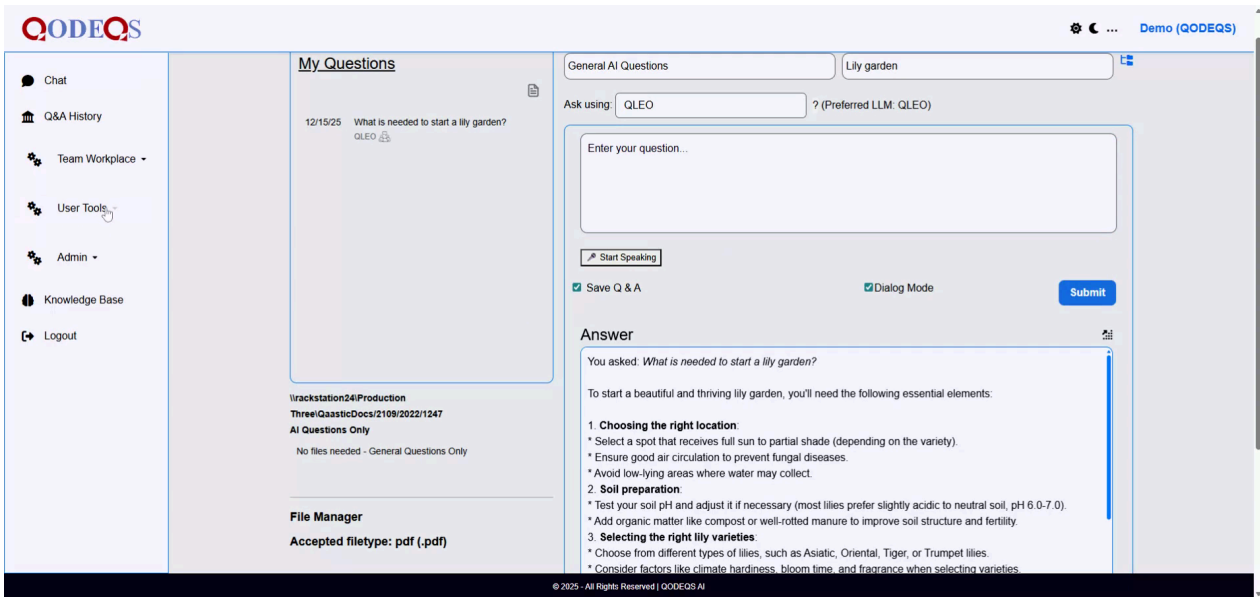 QODEQS
... Demo (QODEQS)
Chat
Q&A History
Team Workplace
User Tools
Admin
Knowledge Base
Logout
My Questions
12/15/25 What is needed to start a lily garden?
QLEO
\\rackstation24\Production
Three\QaasticDocs/2109/2022/1247
AI Questions Only
No files needed - General Questions Only
File Manager
Accepted filetype: pdf (.pdf)
General AI Questions
Lily garden
Ask using: QLEO ? (Preferred LLM: QLEO)
Enter your question...
Start Speaking
Save Q & A
Dialog Mode
Submit
Answer
You asked: What is needed to start a lily garden?
To start a beautiful and thriving lily garden, you'll need the following essential elements:
1. Choosing the right location:
* Select a spot that receives full sun to partial shade (depending on the variety).
* Ensure good air circulation to prevent fungal diseases.
* Avoid low-lying areas where water may collect.
2. Soil preparation:
* Test your soil pH and adjust it if necessary (most lilies prefer slightly acidic to neutral soil, pH 6.0-7.0).
* Add organic matter like compost or well-rotted manure to improve soil structure and fertility.
3. Selecting the right lily varieties:
* Choose from different types of lilies, such as Asiatic, Oriental, Tiger, or Trumpet lilies.
* Consider factors like climate hardiness, bloom time, and fragrance when selecting varieties.
© 2025 - All Rights Reserved | QODEQS AI